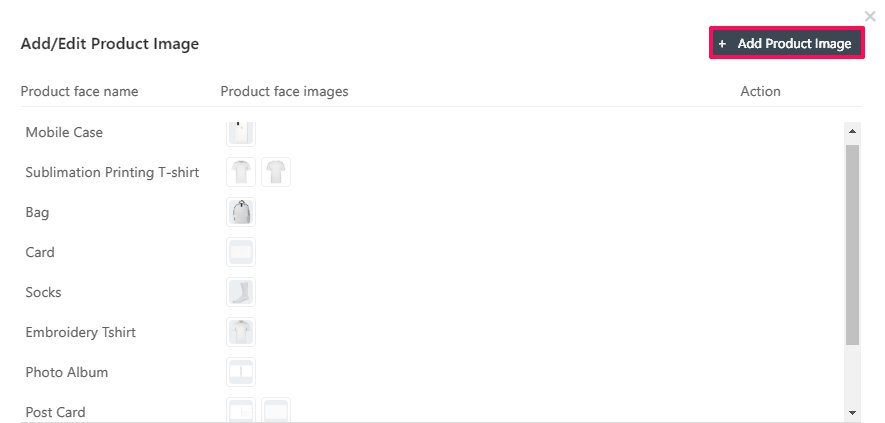 Add/Edit Product Image
+ Add Product Image
Product face name Product face images Action
Mobile Case
Sublimation Printing T-shirt
Bag
Card
Socks
Embroidery Tshirt
Photo Album
Post Card